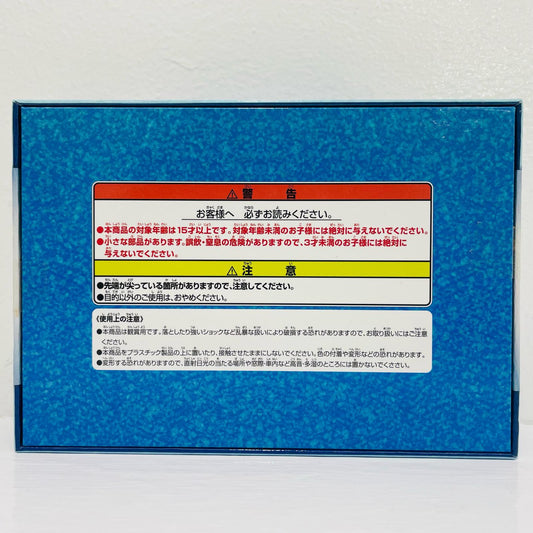 ⚠警告
お客様へ 必ずお読みください。
●本商品の対象年齢は15才以上です。対象年齢未満のお子様には絶対に与えないでください。
●小さな部品があります。誤飲・窒息の危険がありますので、3才未満のお子様には絶対に
与えないでください。
⚠注意
●先端が尖っている箇所がありますので、注意してください。
●目的以外のご使用は、おやめください。
〈使用上の注意〉
●本商品は観賞用です。落としたり強いショックなど乱暴な扱いにより破損する恐れがありますので、お取り扱いにはご注意
ください。
●本商品をプラスチック製品の上に置いたり、接触させたままにしないでください。色の付着や変形などの恐れがあります。
●変形する恐れがありますので、直射日光の当たる場所や窓際・車内など高音・多湿のところには置かないでください。